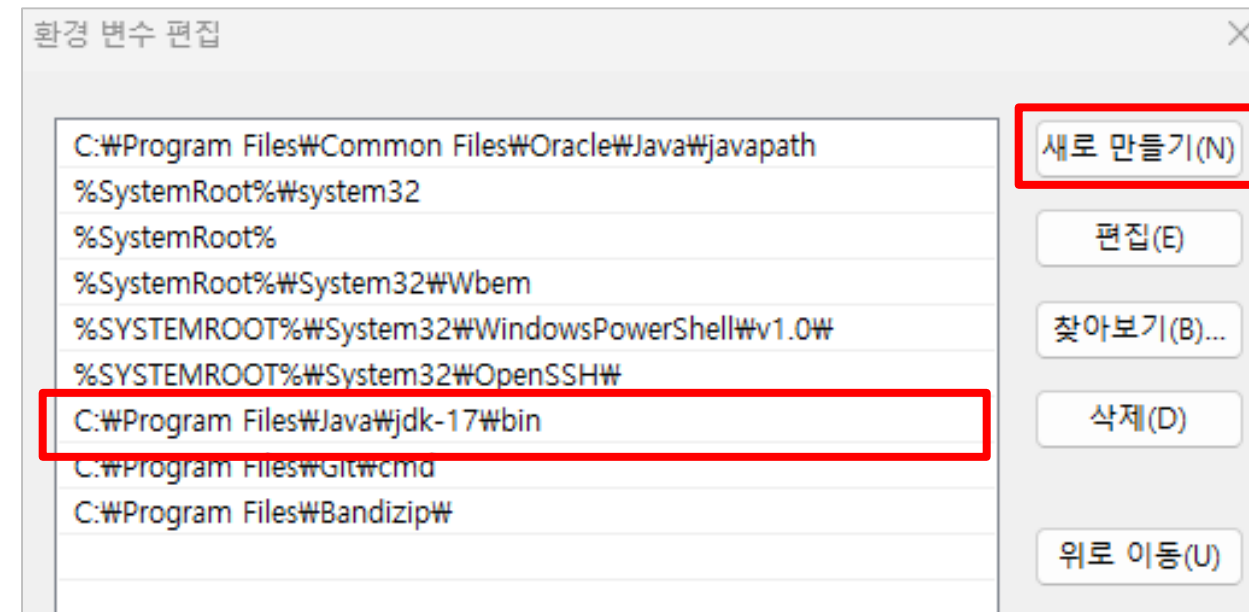 환경 변수 편집
C:₩Program Files₩Common Files₩Oracle₩Java₩javapath
%SystemRoot%₩system32
%SystemRoot%
%SystemRoot%₩System32₩Wbem
%SYSTEMROOT%₩System32₩WindowsPowerShell₩v1.0₩
%SYSTEMROOT%₩System32₩OpenSSH₩
C:₩Program Files₩Java₩jdk-17₩bin
C:₩Program Files₩Git₩cmd
C:₩Program Files₩Bandizip₩
새로 만들기(N)
편집(E)
찾아보기(B)...
삭제(D)
위로 이동(U)